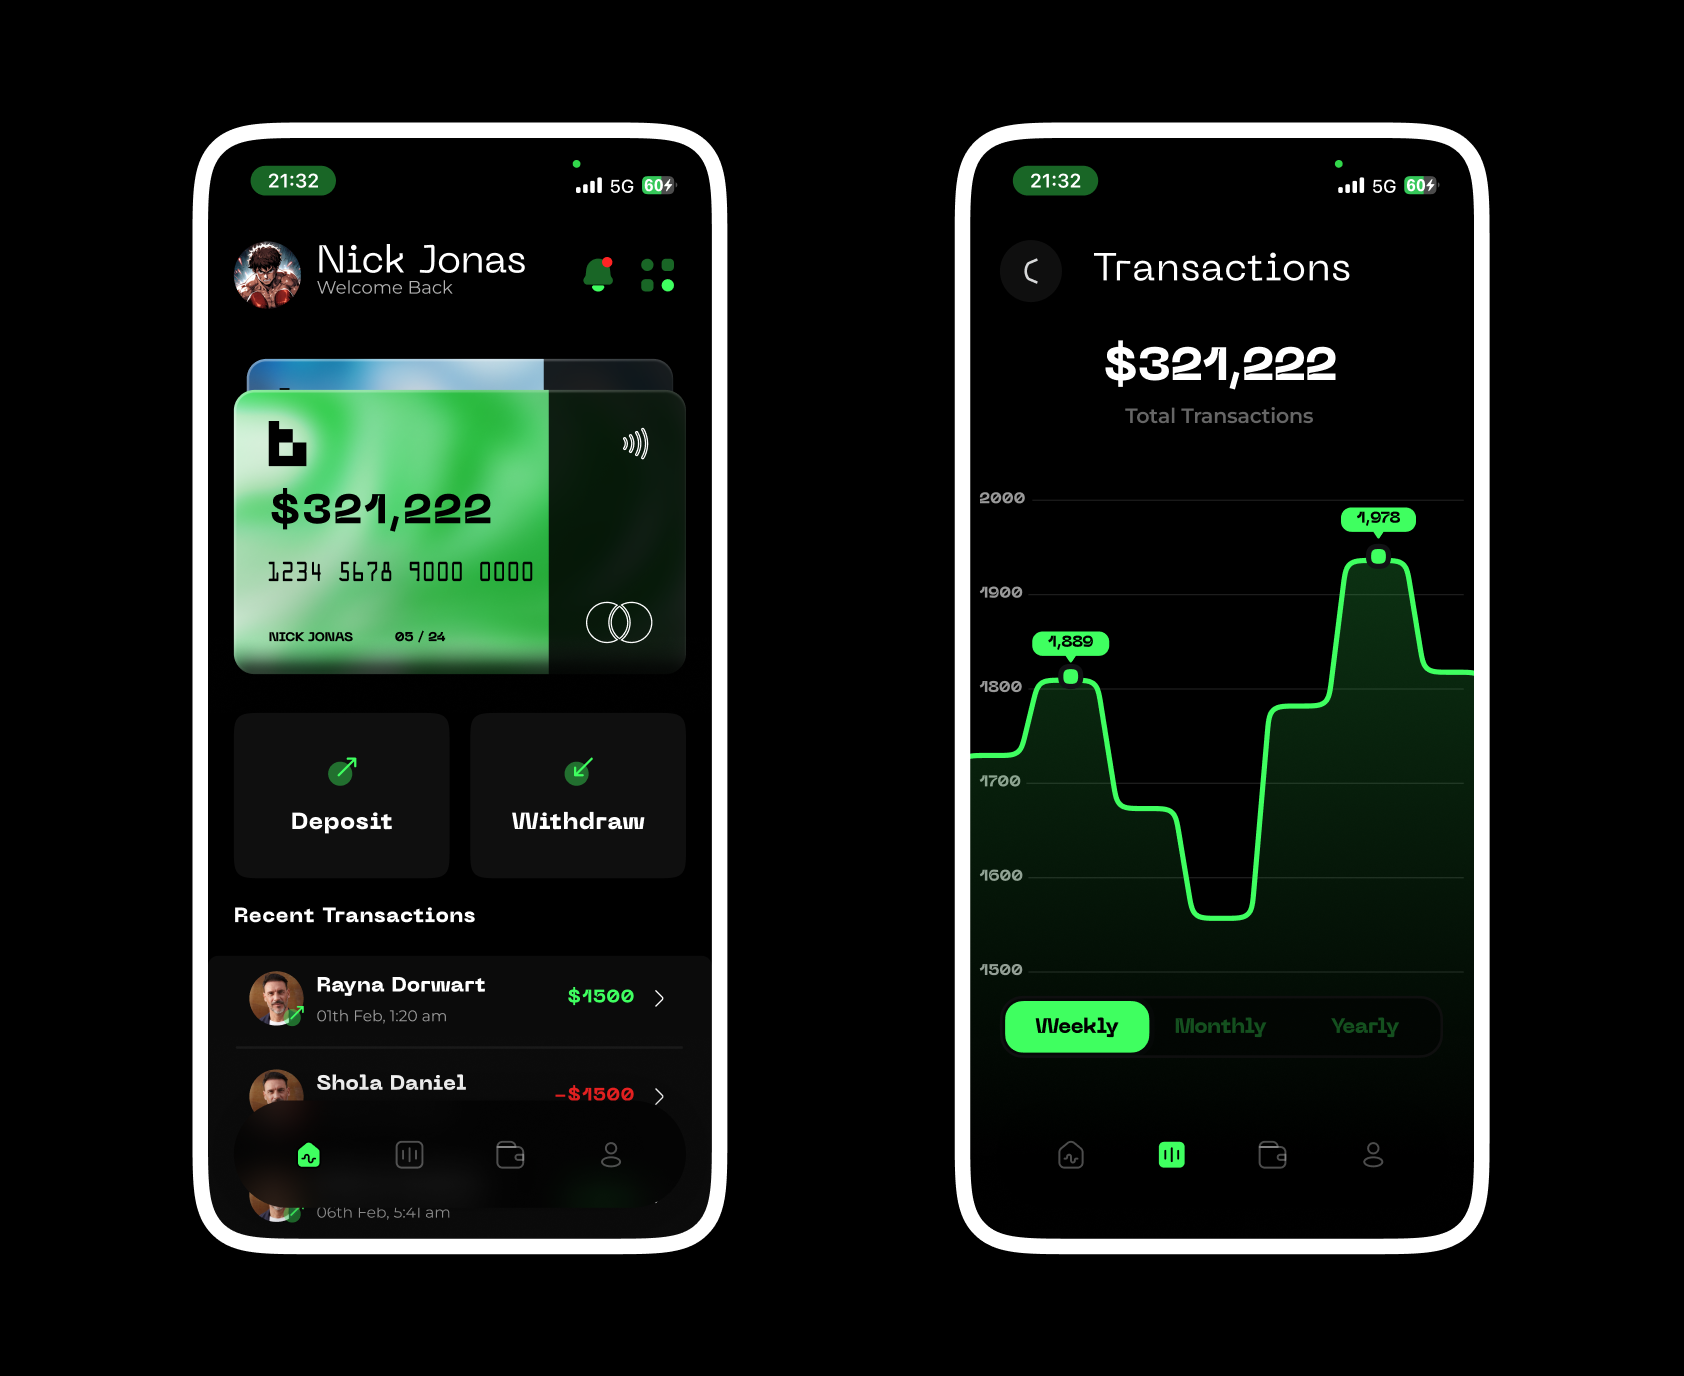 21:32
5G 60
Nick Jonas
Welcome Back
$321,222
1234 5678 9000 0000
NICK JONAS 05 / 24
Deposit
Withdraw
Recent Transactions
Rayna Dorwart
$1500
01th Feb, 1:20 am
Shola Daniel
-$1500
06th Feb, 5:41 am
21:32
5G 60
Transactions
$321,222
Total Transactions
2000
1,978
1900
1,889
1800
1700
1600
1500
Weekly Monthly Yearly